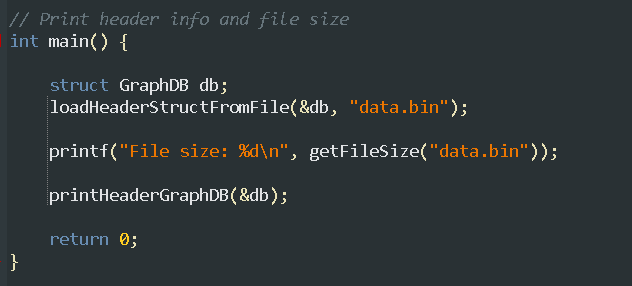 // Print header info and file size
int main() {
struct GraphDB db;
loadHeaderStructFromFile(&db, "data.bin");
printf("File size: %d\n", getFileSize("data.bin"));
printHeaderGraphDB(&db);
return 0;
}